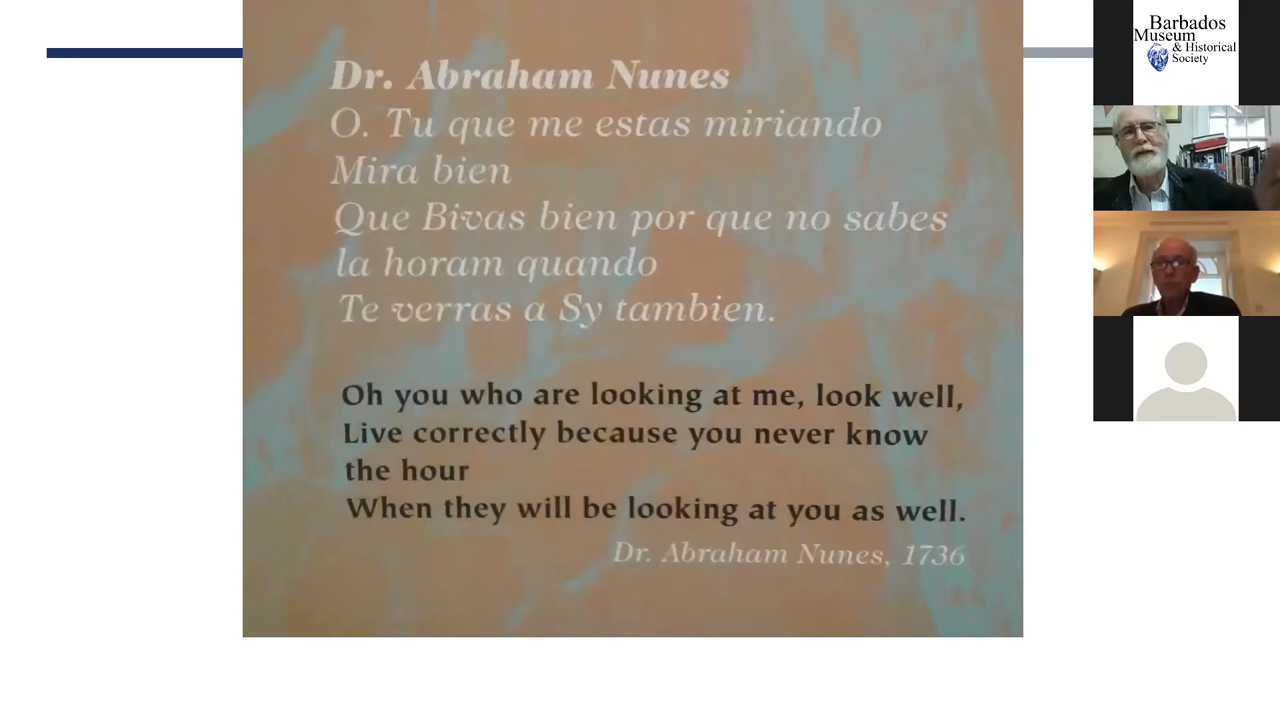 Dr. Abraham Nunes
O. Tu que me estas miriando
Mira bien
Que Bivas bien por que no sabes
la horam quando
Te verras a Sy tambien.
Oh you who are looking at me, look well,
Live correctly because you never know
the hour
When they will be looking at you as well.
Dr. Abraham Nunes, 1736
Barbados
Museum
& Historical
Society